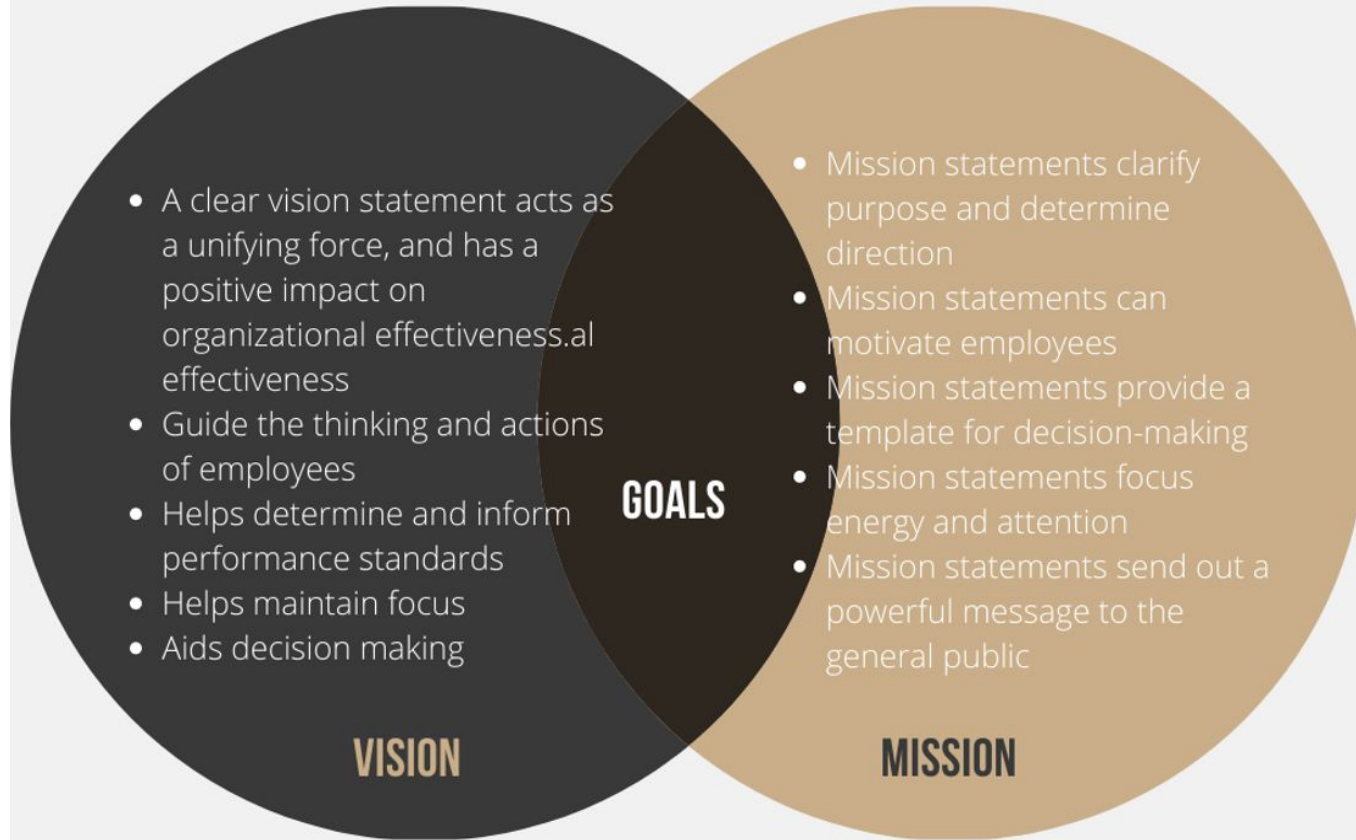 • A clear vision statement acts as
a unifying force, and has a
positive impact on
organizational effectiveness.al
effectiveness
• Guide the thinking and actions
of employees
• Helps determine and inform
performance standards
• Helps maintain focus
• Aids decision making
VISION
GOALS
• Mission statements clarify
purpose and determine
direction
• Mission statements can
motivate employees
• Mission statements provide a
template for decision-making
• Mission statements focus
energy and attention
• Mission statements send out a
powerful message to the
general public
MISSION